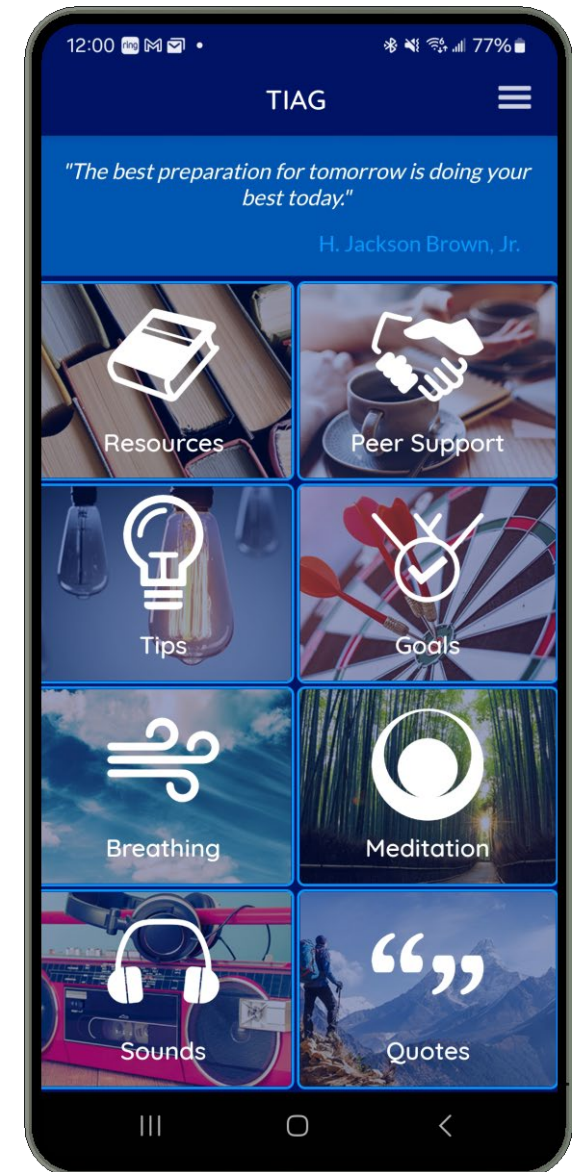 12:00 ring
77%
TIAG
"The best preparation for tomorrow is doing your
best today."
H. Jackson Brown, Jr.
Resources
Peer Support
Tips
Goals
Breathing
Meditation
Sounds
Quotes